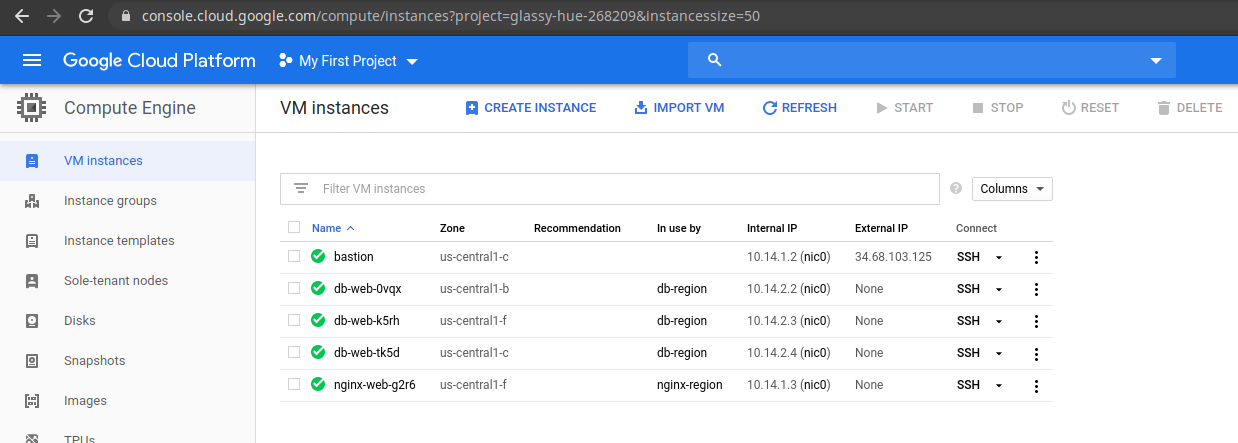 console.cloud.google.com/compute/instances?project=glassy-hue-268209&instancessize=50
Google Cloud Platform My First Project
Compute Engine VM instances CREATE INSTANCE IMPORT VM REFRESH START STOP RESET DELETE
VM instances
Instance groups
Instance templates
Sole-tenant nodes
Disks
Snapshots
Images
TPUs
Filter VM instances ? Columns
Name Zone Recommendation In use by Internal IP External IP Connect
bastion us-central1-c 10.14.1.2 (nic0) 34.68.103.125 SSH
db-web-0vqx us-central1-b db-region 10.14.2.2 (nic0) None SSH
db-web-k5rh us-central1-f db-region 10.14.2.3 (nic0) None SSH
db-web-tk5d us-central1-c db-region 10.14.2.4 (nic0) None SSH
nginx-web-g2r6 us-central1-f nginx-region 10.14.1.3 (nic0) None SSH